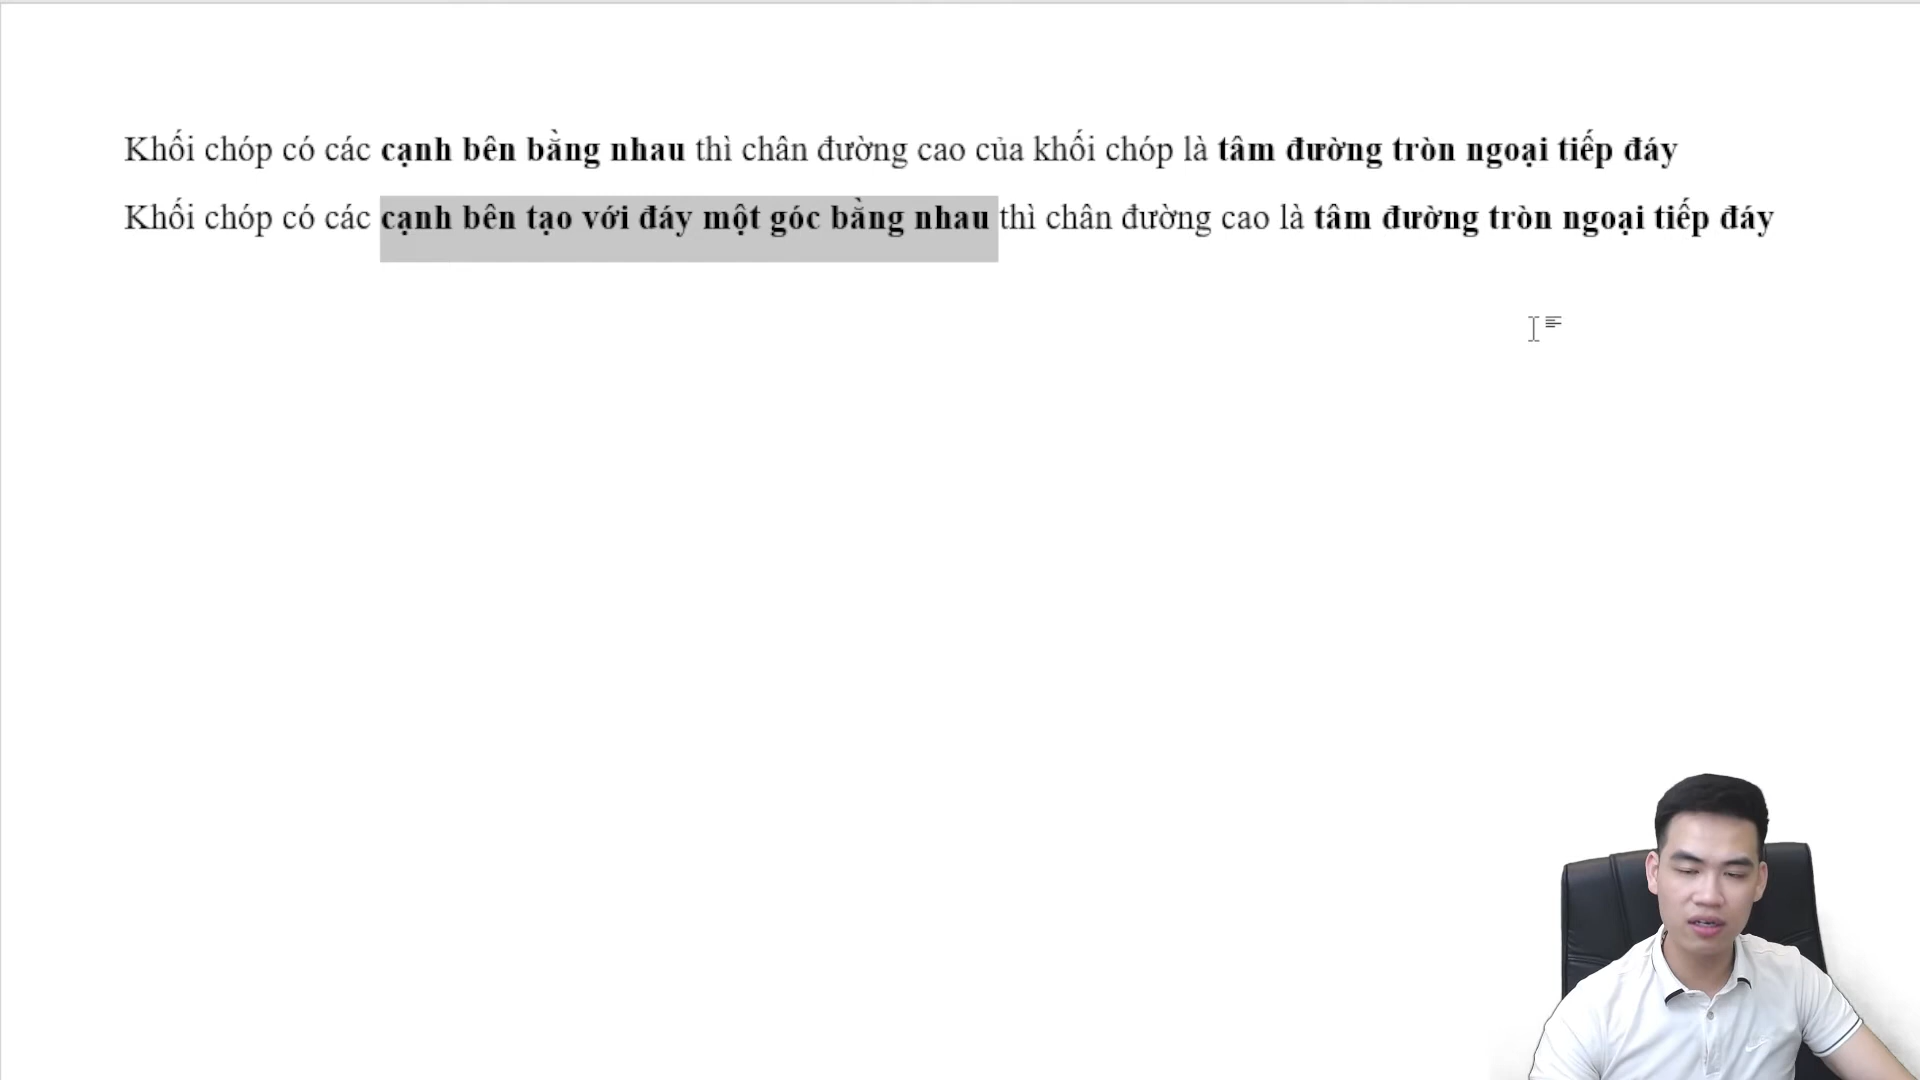 Khối chóp có các cạnh bên bằng nhau thì chân đường cao của khối chóp là tâm đường tròn ngoại tiếp đáy
Khối chóp có các cạnh bên tạo với đáy một góc bằng nhau thì chân đường cao là tâm đường tròn ngoại tiếp đáy